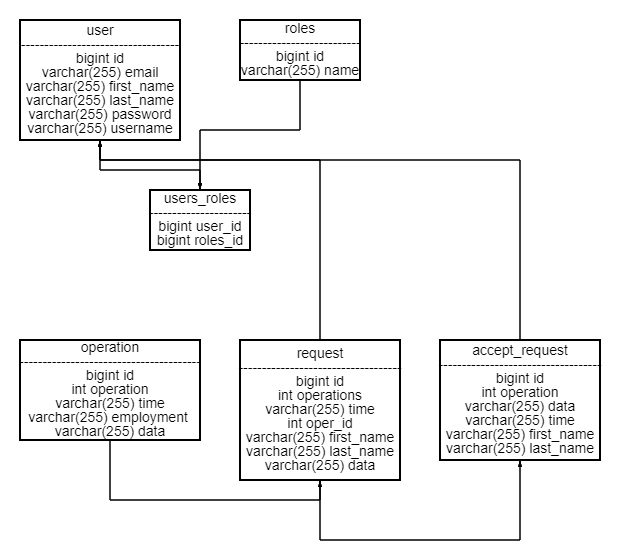 user
bigint id
varchar(255) email
varchar(255) first_name
varchar(255) last_name
varchar(255) password
varchar(255) username
roles
bigint id
varchar(255) name
users_roles
bigint user_id
bigint roles_id
operation
bigint id
int operation
varchar(255) time
varchar(255) employment
varchar(255) data
request
bigint id
int operations
varchar(255) time
int oper_id
varchar(255) first_name
varchar(255) last_name
varchar(255) data
accept_request
bigint id
int operation
varchar(255) data
varchar(255) time
varchar(255) first_name
varchar(255) last_name